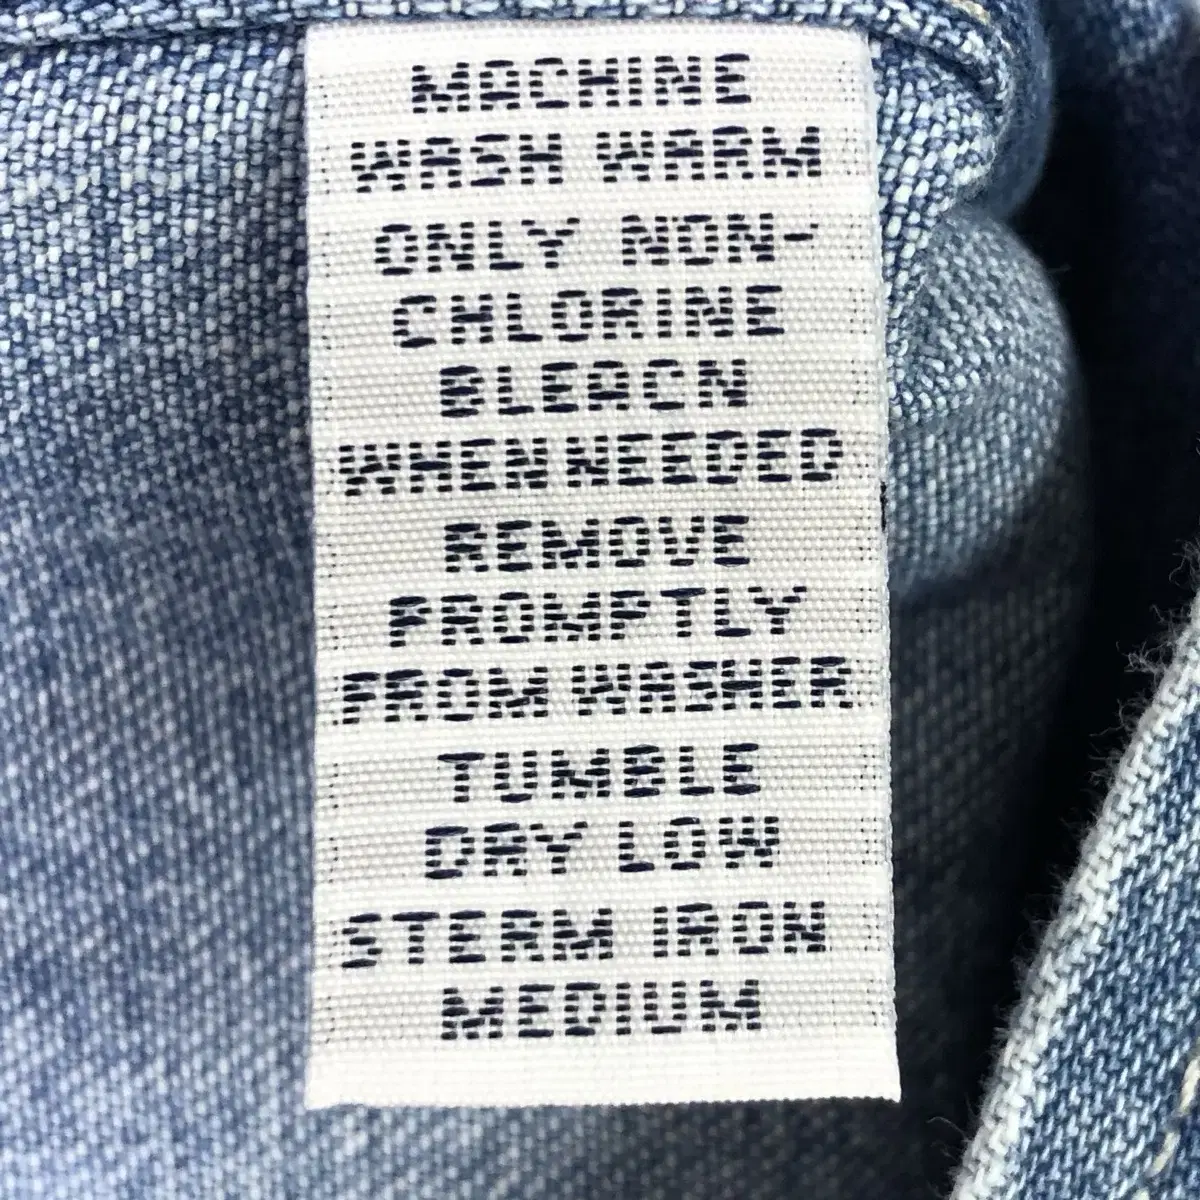 MACHINE
WASH WARM
ONLY NON-
CHLORINE
BLEACN
WHEN NEEDED
REMOVE
PROMPTLY
FROM WASHER
TUMBLE
DRY LOW
STERM IRON
MEDIUM